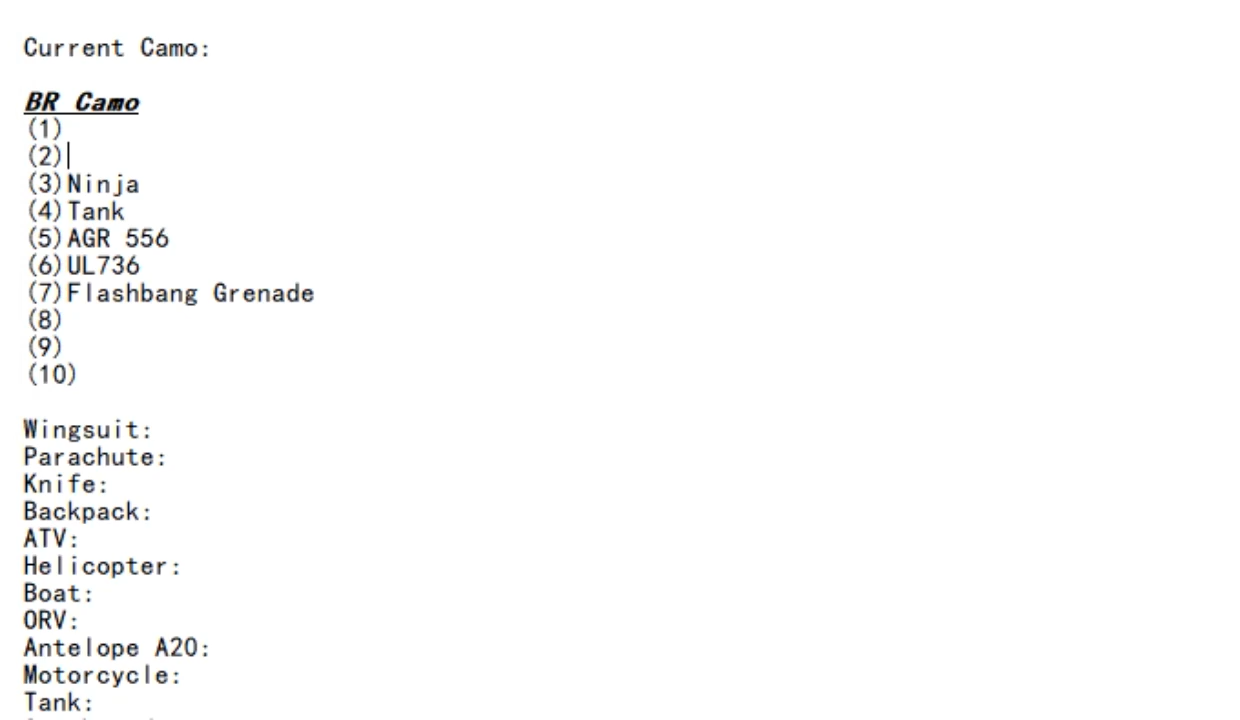 Current Camo:
BR Camo
(1)
(2)
(3)Ninja
(4)Tank
(5)AGR 556
(6)UL736
(7)Flashbang Grenade
(8)
(9)
(10)
Wingsuit:
Parachute:
Knife:
Backpack:
ATV:
Helicopter:
Boat:
ORV:
Antelope A20:
Motorcycle:
Tank: